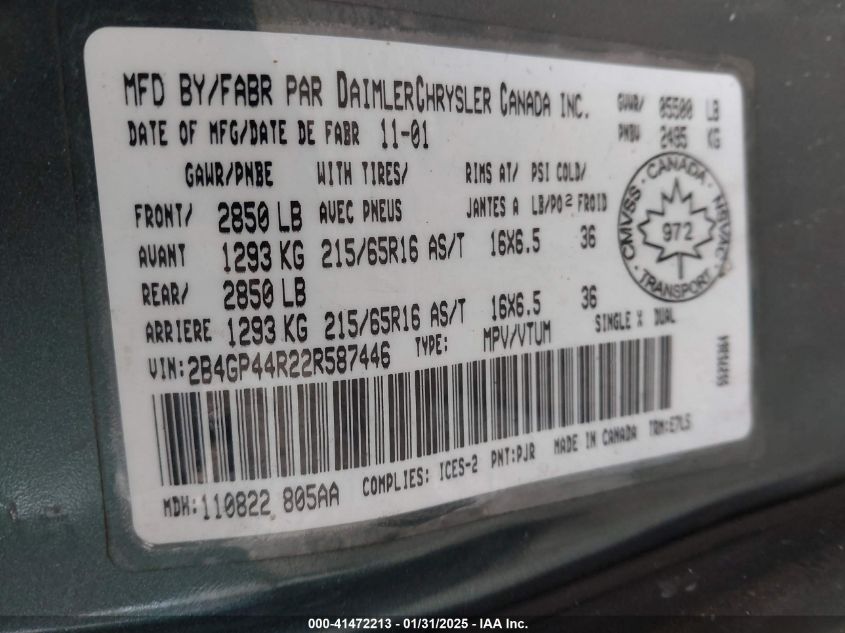 MFD BY/FABR PAR DAIMLERCHRYSLER CANADA INC. GVWR/ 05500 LB
DATE OF MFG/DATE DE FABR 11-01 PNBV 2495 KG
GAWR/PNBE WITH TIRES/ RIMS AT/ PSI COLD/
FRONT/ 2850 LB AVEC PNEUS JANTES A LB/PO2 FROID
AVANT 1293 KG 215/65R16 AS/T 16X6.5 36
REAR/ 2850 LB
ARRIERE 1293 KG 215/65R16 AS/T 16X6.5 36
VIN:2B4GP44R22R587446 TYPE: MPV/VTUM SINGLE X DUAL
CANADA
CMVSS NSVAC
972
TRANSPORT
MDH:110822 805AA COMPLIES: ICES-2 PNT:PJR MADE IN CANADA TRM:E7L5
000-41472213 - 01/31/2025 - IAA Inc.